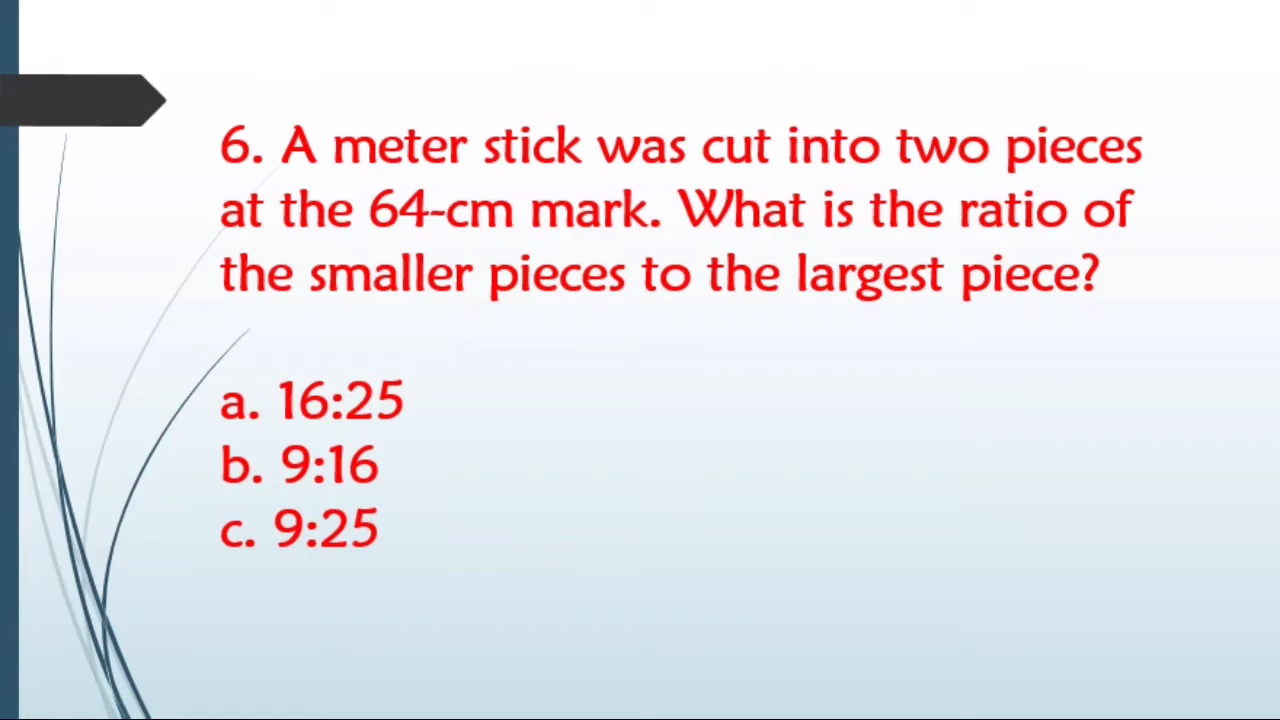 6. A meter stick was cut into two pieces
at the 64-cm mark. What is the ratio of
the smaller pieces to the largest piece?
a. 16:25
b. 9:16
c. 9:25